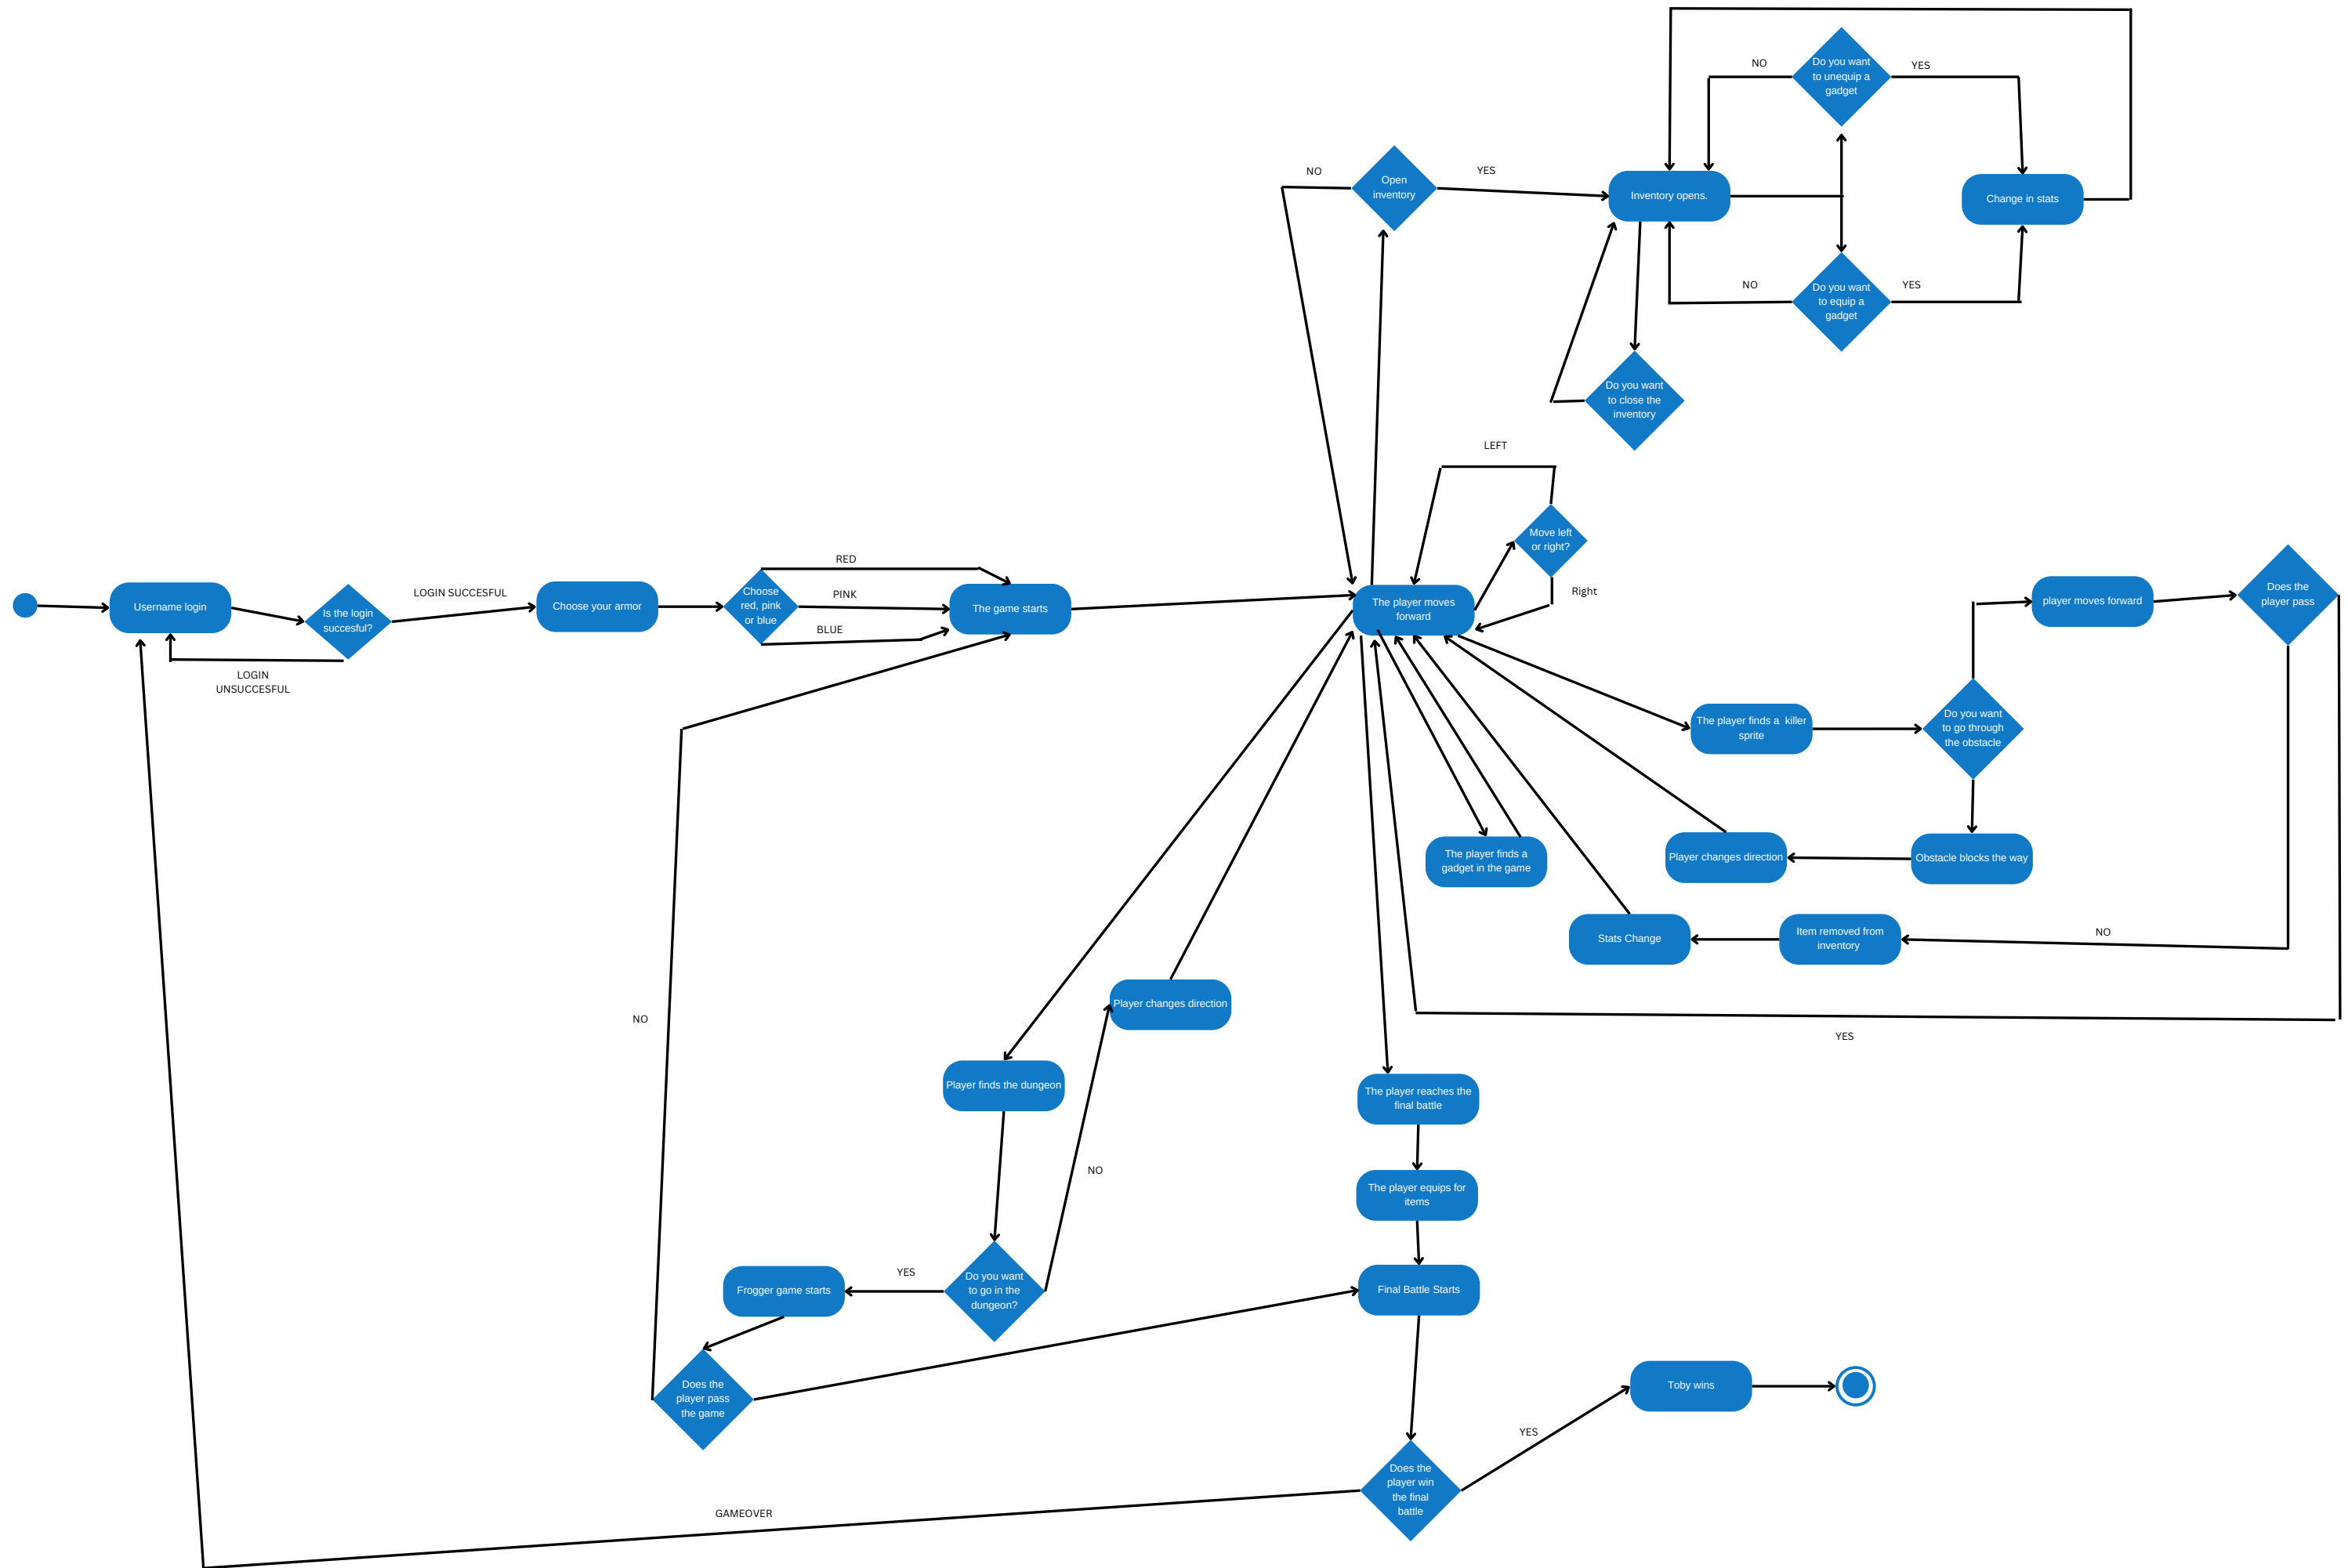 Do you want
to unequip a
gadget
NO
YES
Open
inventory
NO
YES
Inventory opens.
Change in stats
Do you want
to equip a
gadget
NO
YES
Do you want
to close the
inventory
LEFT
Move left
or right?
Right
Username login
Is the login
succesful?
LOGIN SUCCESFUL
LOGIN
UNSUCCESFUL
Choose your armor
Choose
red, pink
or blue
RED
PINK
BLUE
The game starts
The player moves
forward
player moves forward
Does the
player pass
The player finds a  killer
sprite
Do you want
to go through
the obstacle
The player finds a
gadget in the game
Player changes direction
Obstacle blocks the way
Stats Change
Item removed from
inventory
NO
YES
NO
Player changes direction
Player finds the dungeon
NO
The player reaches the
final battle
The player equips for
items
Frogger game starts
YES
Do you want
to go in the
dungeon?
Final Battle Starts
Does the
player pass
the game
Toby wins
YES
Does the
player win
the final
battle
GAMEOVER